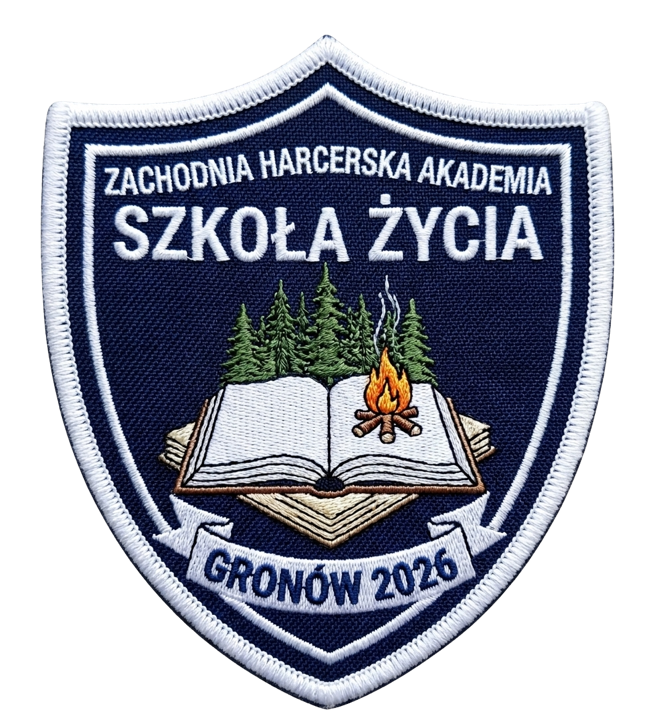 ZACHODNIA HARCERSKA AKADEMIA
SZKOŁA ŻYCIA
GRONÓW 2026